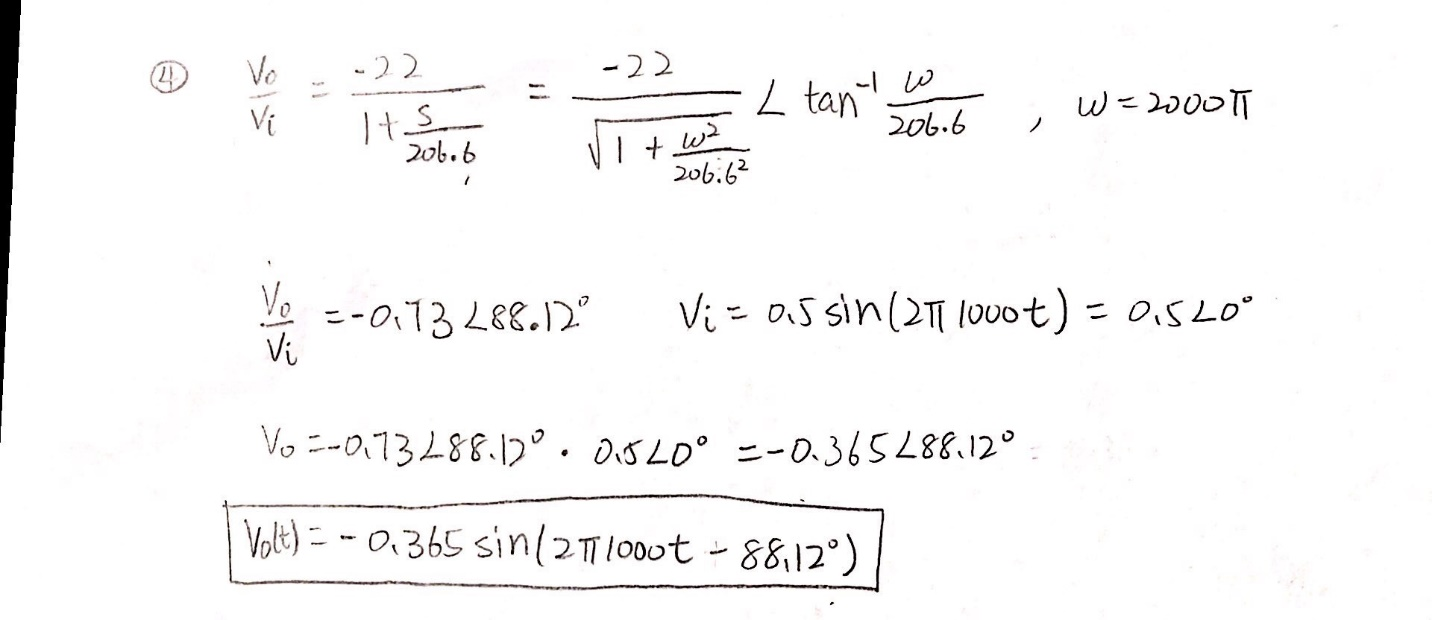 ④ Vo/Vi = -22/(1+s/206.6) = -22/√(1+ω²/206.6²) ∠ tan⁻¹ ω/206.6 , ω = 2000π
Vo/Vi = -0.73 ∠88.12° Vi = 0.5 sin(2π 1000t) = 0.5∠0°
Vo = -0.73∠88.12° · 0.5∠0° = -0.365∠88.12°
Vo(t) = -0.365 sin(2π1000t - 88.12°)